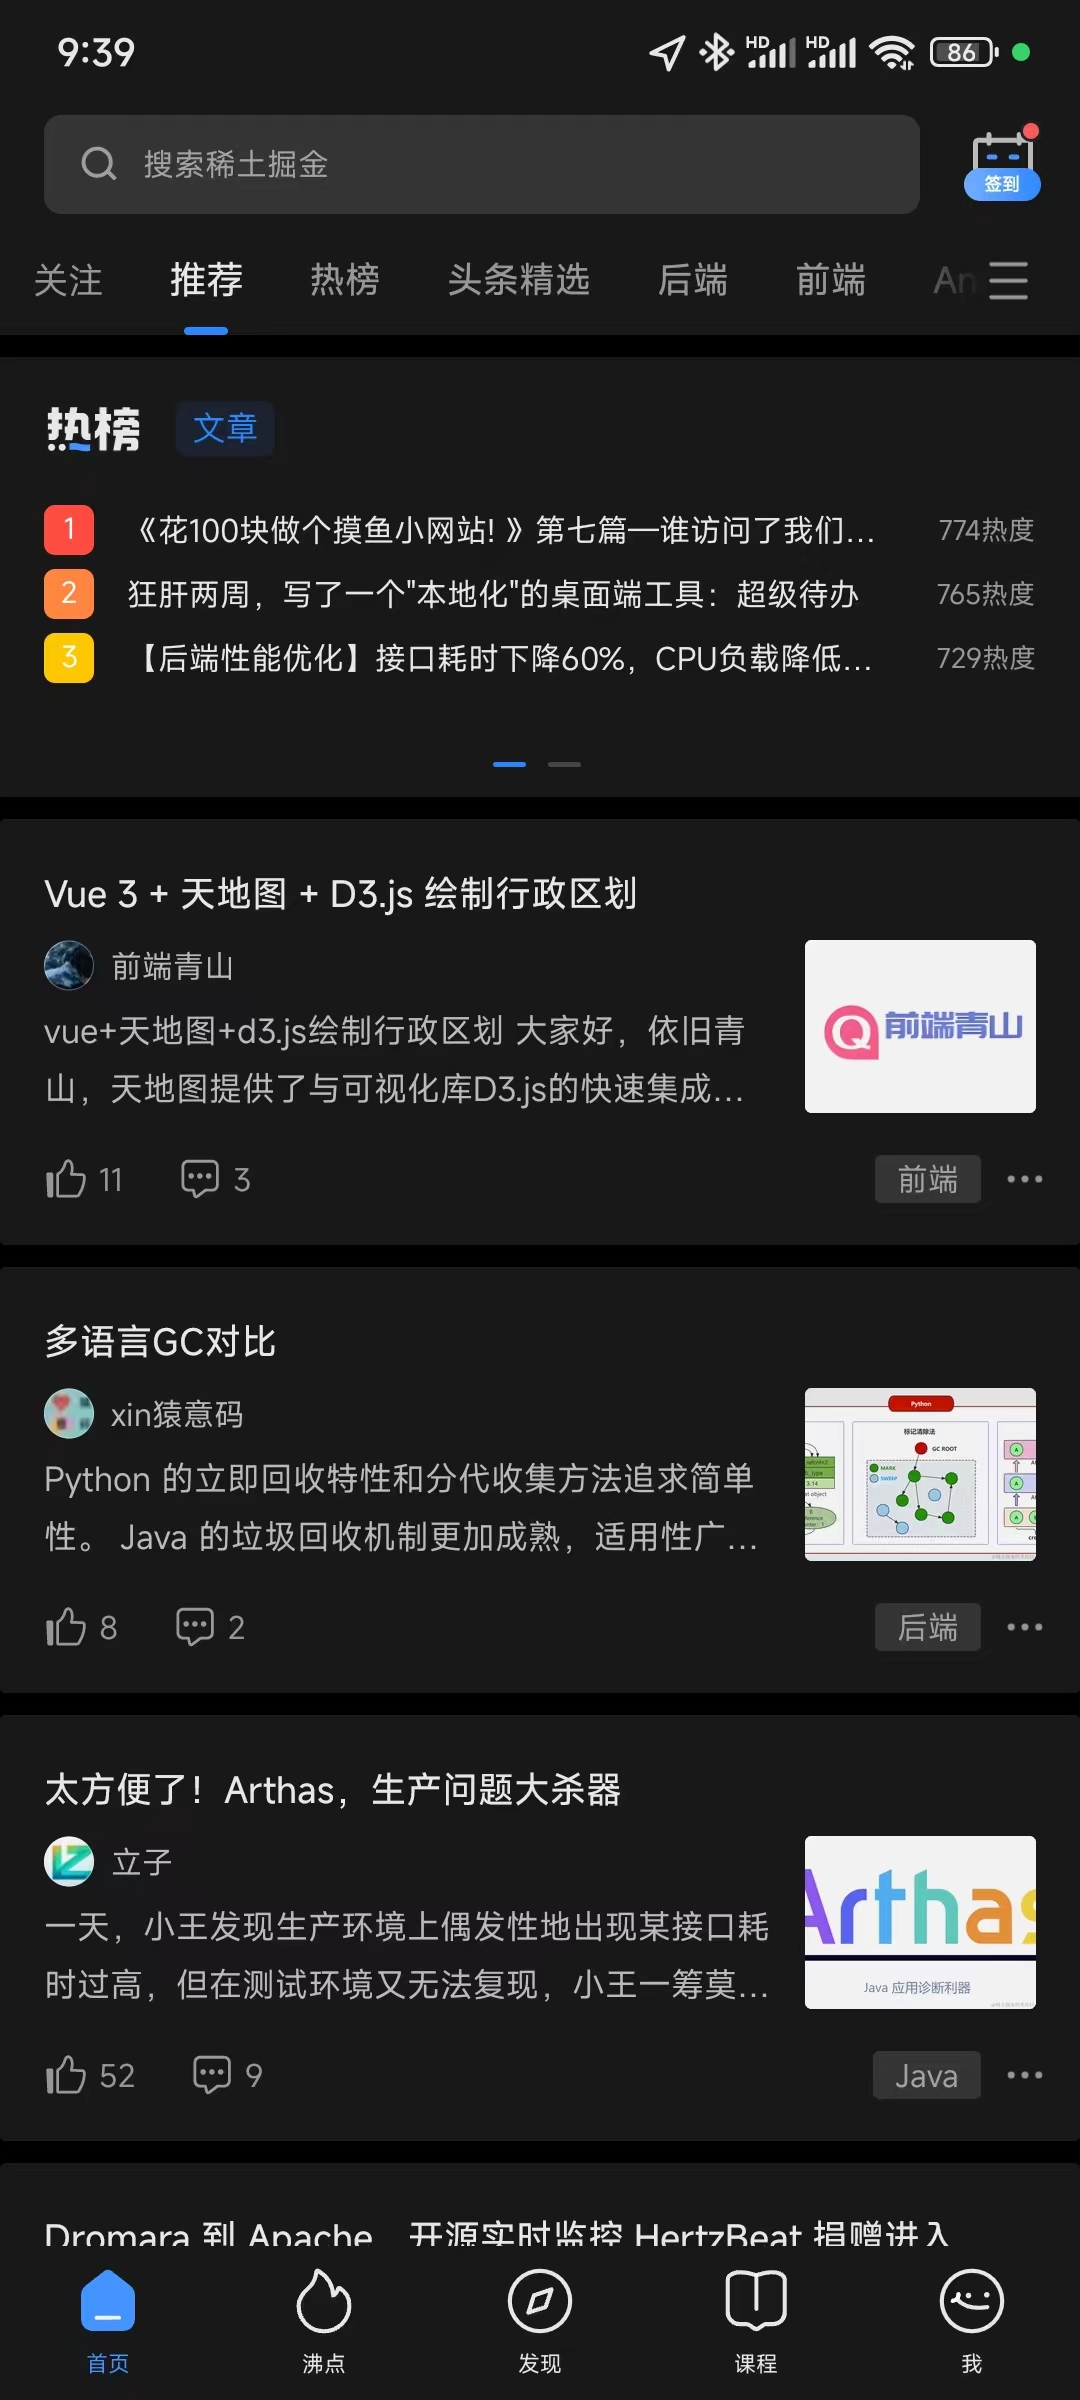 9:39
HD HD 86
搜索稀土掘金
签到
关注 推荐 热榜 头条精选 后端 前端 An
热榜 文章
1 《花100块做个摸鱼小网站! 》第七篇—谁访问了我们... 774热度
2 狂肝两周，写了一个"本地化"的桌面端工具：超级待办 765热度
3 【后端性能优化】接口耗时下降60%，CPU负载降低... 729热度
Vue 3 + 天地图 + D3.js 绘制行政区划
前端青山
vue+天地图+d3.js绘制行政区划 大家好，依旧青
山，天地图提供了与可视化库D3.js的快速集成...
前端青山
11 3 前端
多语言GC对比
xin猿意码
Python 的立即回收特性和分代收集方法追求简单
性。 Java 的垃圾回收机制更加成熟，适用性广...
Python
标记清除法
GC ROOT
MARK
SWEEP
8 2 后端
太方便了！Arthas，生产问题大杀器
立子
一天，小王发现生产环境上偶发性地出现某接口耗
时过高，但在测试环境又无法复现，小王一筹莫...
Arthas
Java 应用诊断利器
52 9 Java
Dromara 到 Apache，开源实时监控 HertzBeat 捐赠进入
首页 沸点 发现 课程 我